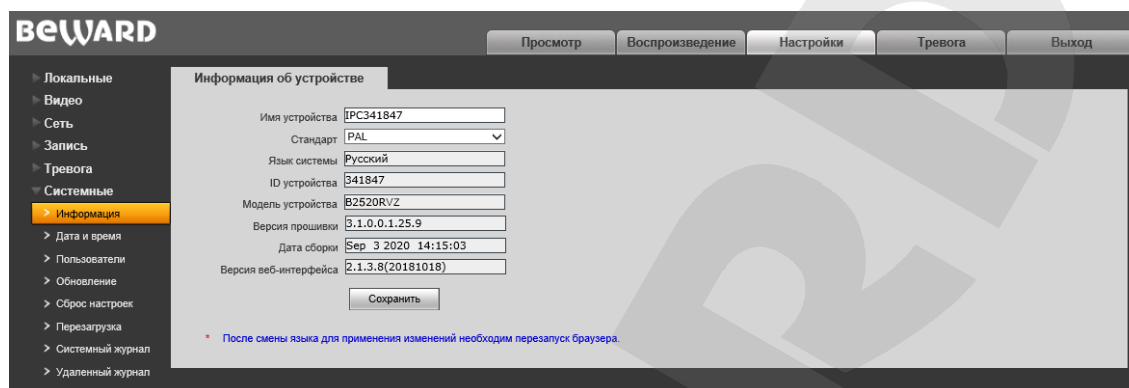 BEWARD
Просмотр Воспроизведение Настройки Тревога Выход
Локальные
Видео
Сеть
Запись
Тревога
Системные
Информация
Дата и время
Пользователи
Обновление
Сброс настроек
Перезагрузка
Системный журнал
Удаленный журнал
Информация об устройстве
Имя устройства IPC341847
Стандарт PAL
Язык системы Русский
ID устройства 341847
Модель устройства B2520RVZ
Версия прошивки 3.1.0.0.1.25.9
Дата сборки Sep 3 2020 14:15:03
Версия веб-интерфейса 2.1.3.8(20181018)
Сохранить
* После смены языка для применения изменений необходим перезапуск браузера.